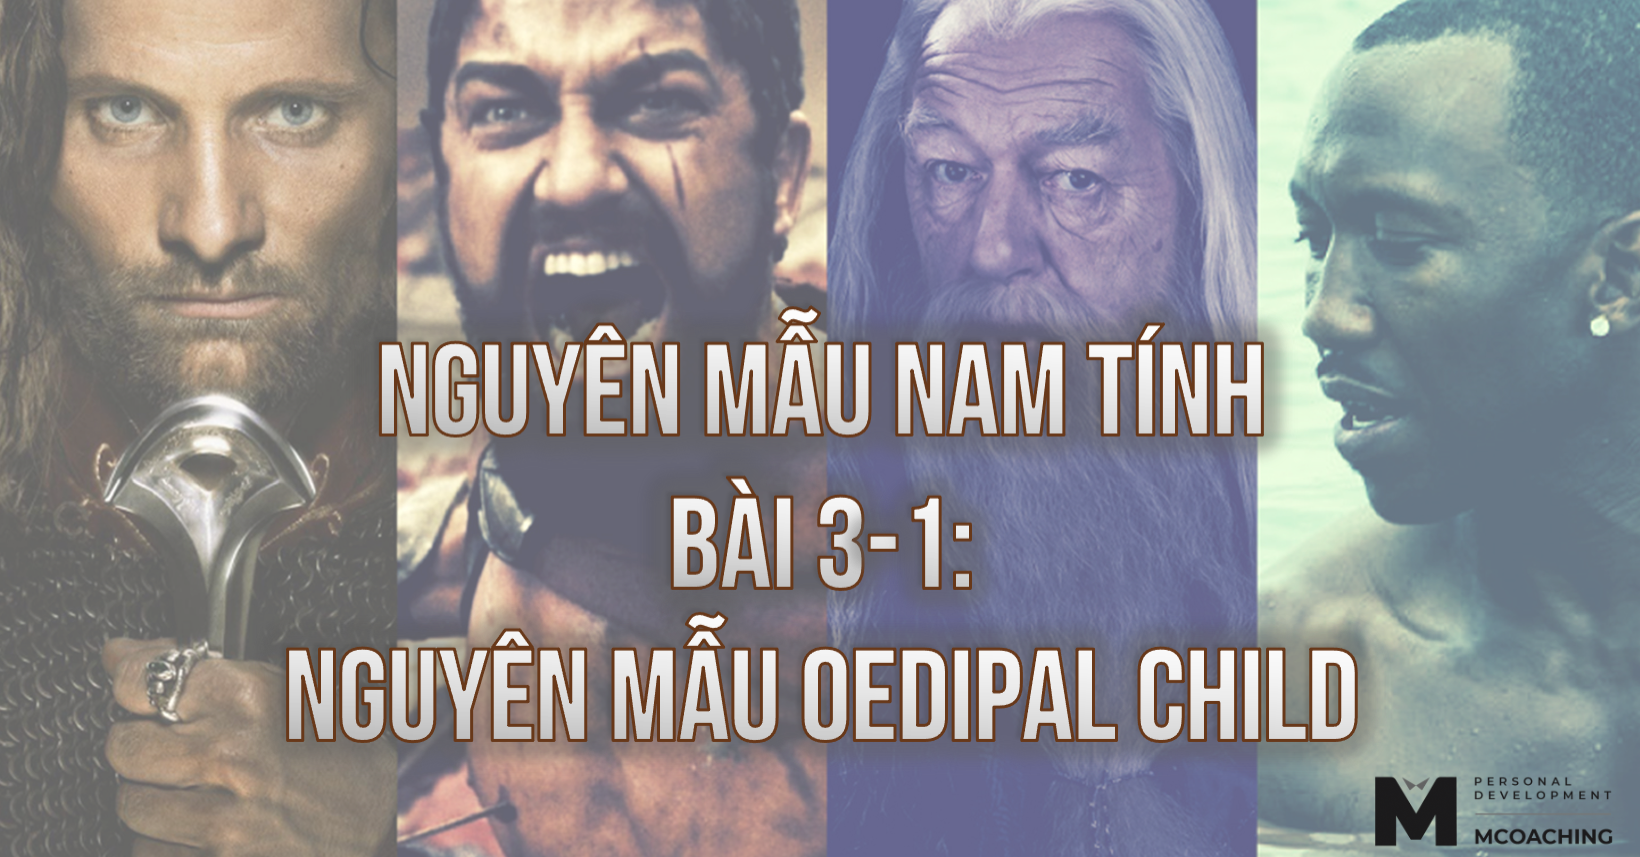 NGUYÊN MẪU NAM TÍNH
BÀI 3-1:
NGUYÊN MẪU OEDIPAL CHILD
M
PERSONAL
DEVELOPMENT
MCOACHING